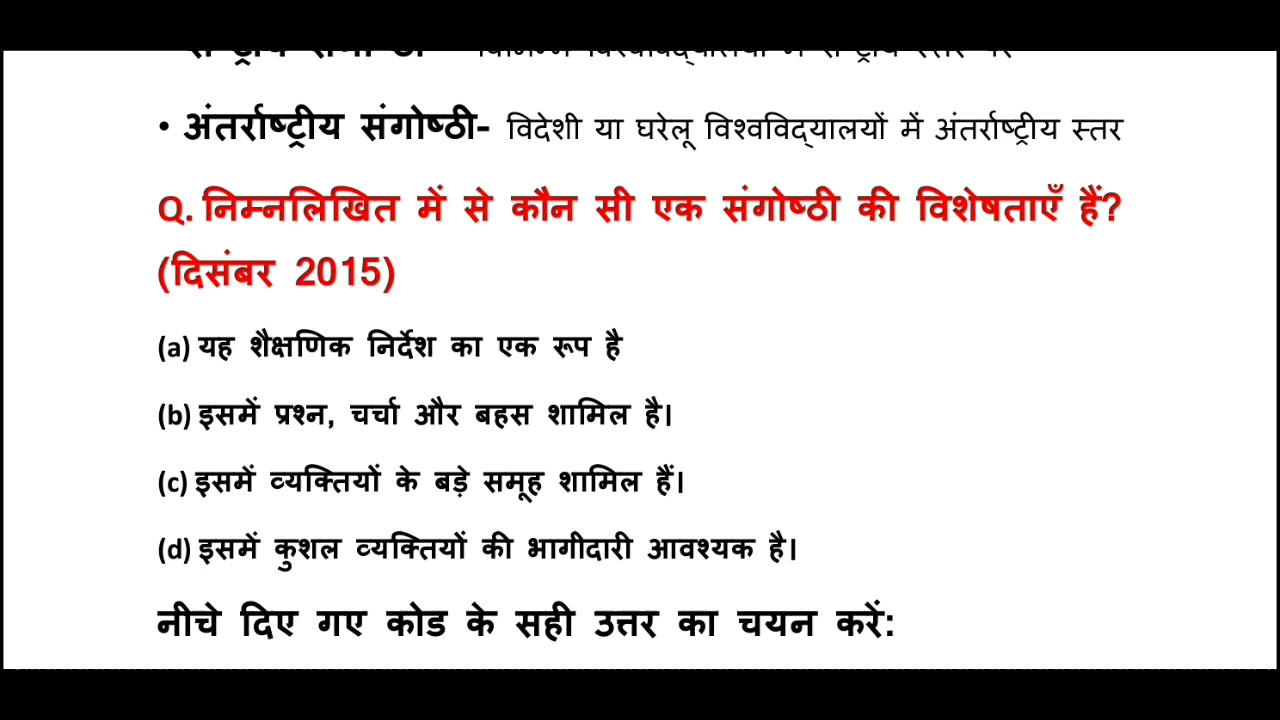 • अंतर्राष्ट्रीय संगोष्ठी- विदेशी या घरेलू विश्वविद्यालयों में अंतर्राष्ट्रीय स्तर
Q. निम्नलिखित में से कौन सी एक संगोष्ठी की विशेषताएँ हैं?
(दिसंबर 2015)
(a) यह शैक्षणिक निर्देश का एक रूप है
(b) इसमें प्रश्न, चर्चा और बहस शामिल है।
(c) इसमें व्यक्तियों के बड़े समूह शामिल हैं।
(d) इसमें कुशल व्यक्तियों की भागीदारी आवश्यक है।
नीचे दिए गए कोड के सही उत्तर का चयन करें: